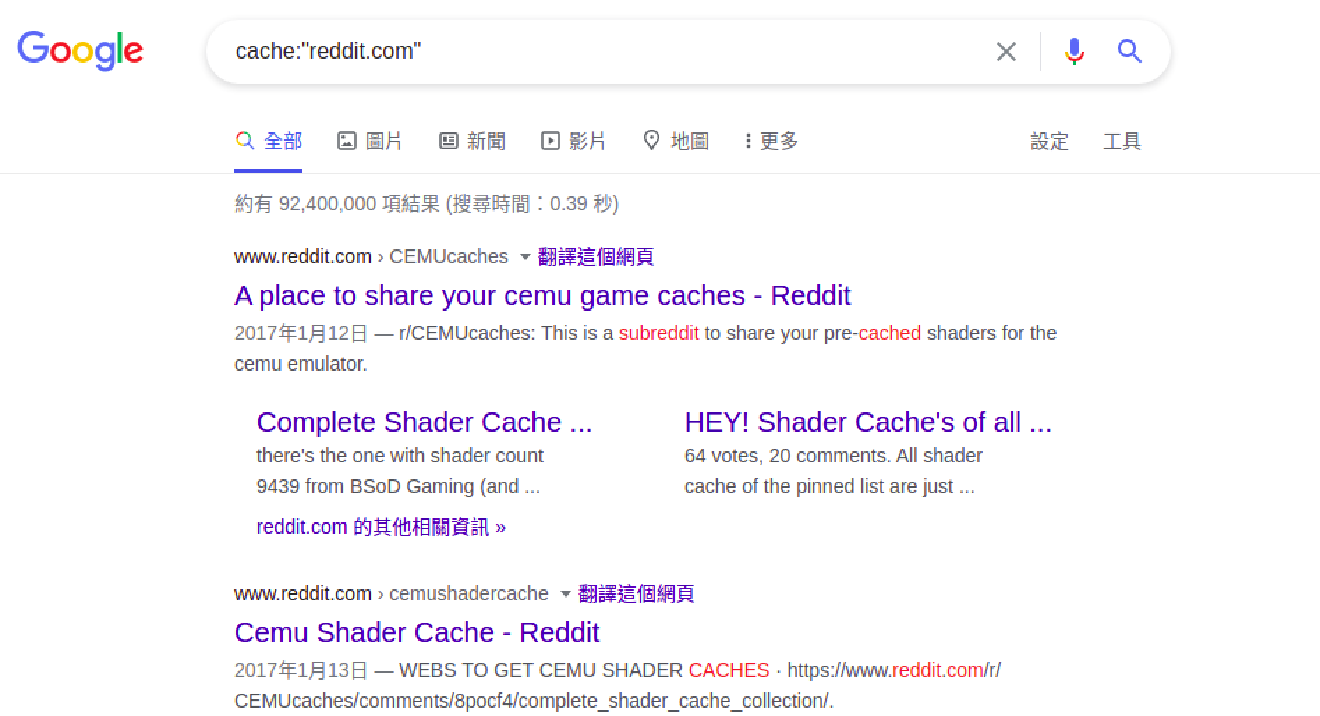 Google
cache:"reddit.com"
全部 圖片 新聞 影片 地圖 更多 設定 工具
約有 92,400,000 項結果 (搜尋時間：0.39 秒)
www.reddit.com › CEMUcaches 翻譯這個網頁
A place to share your cemu game caches - Reddit
2017年1月12日 — r/CEMUcaches: This is a subreddit to share your pre-cached shaders for the
cemu emulator.
Complete Shader Cache ...
there's the one with shader count
9439 from BSoD Gaming (and ...
HEY! Shader Cache's of all ...
64 votes, 20 comments. All shader
cache of the pinned list are just ...
reddit.com 的其他相關資訊 »
www.reddit.com › cemushadercache 翻譯這個網頁
Cemu Shader Cache - Reddit
2017年1月13日 — WEBS TO GET CEMU SHADER CACHES · https://www.reddit.com/r/
CEMUcaches/comments/8pocf4/complete_shader_cache_collection/.